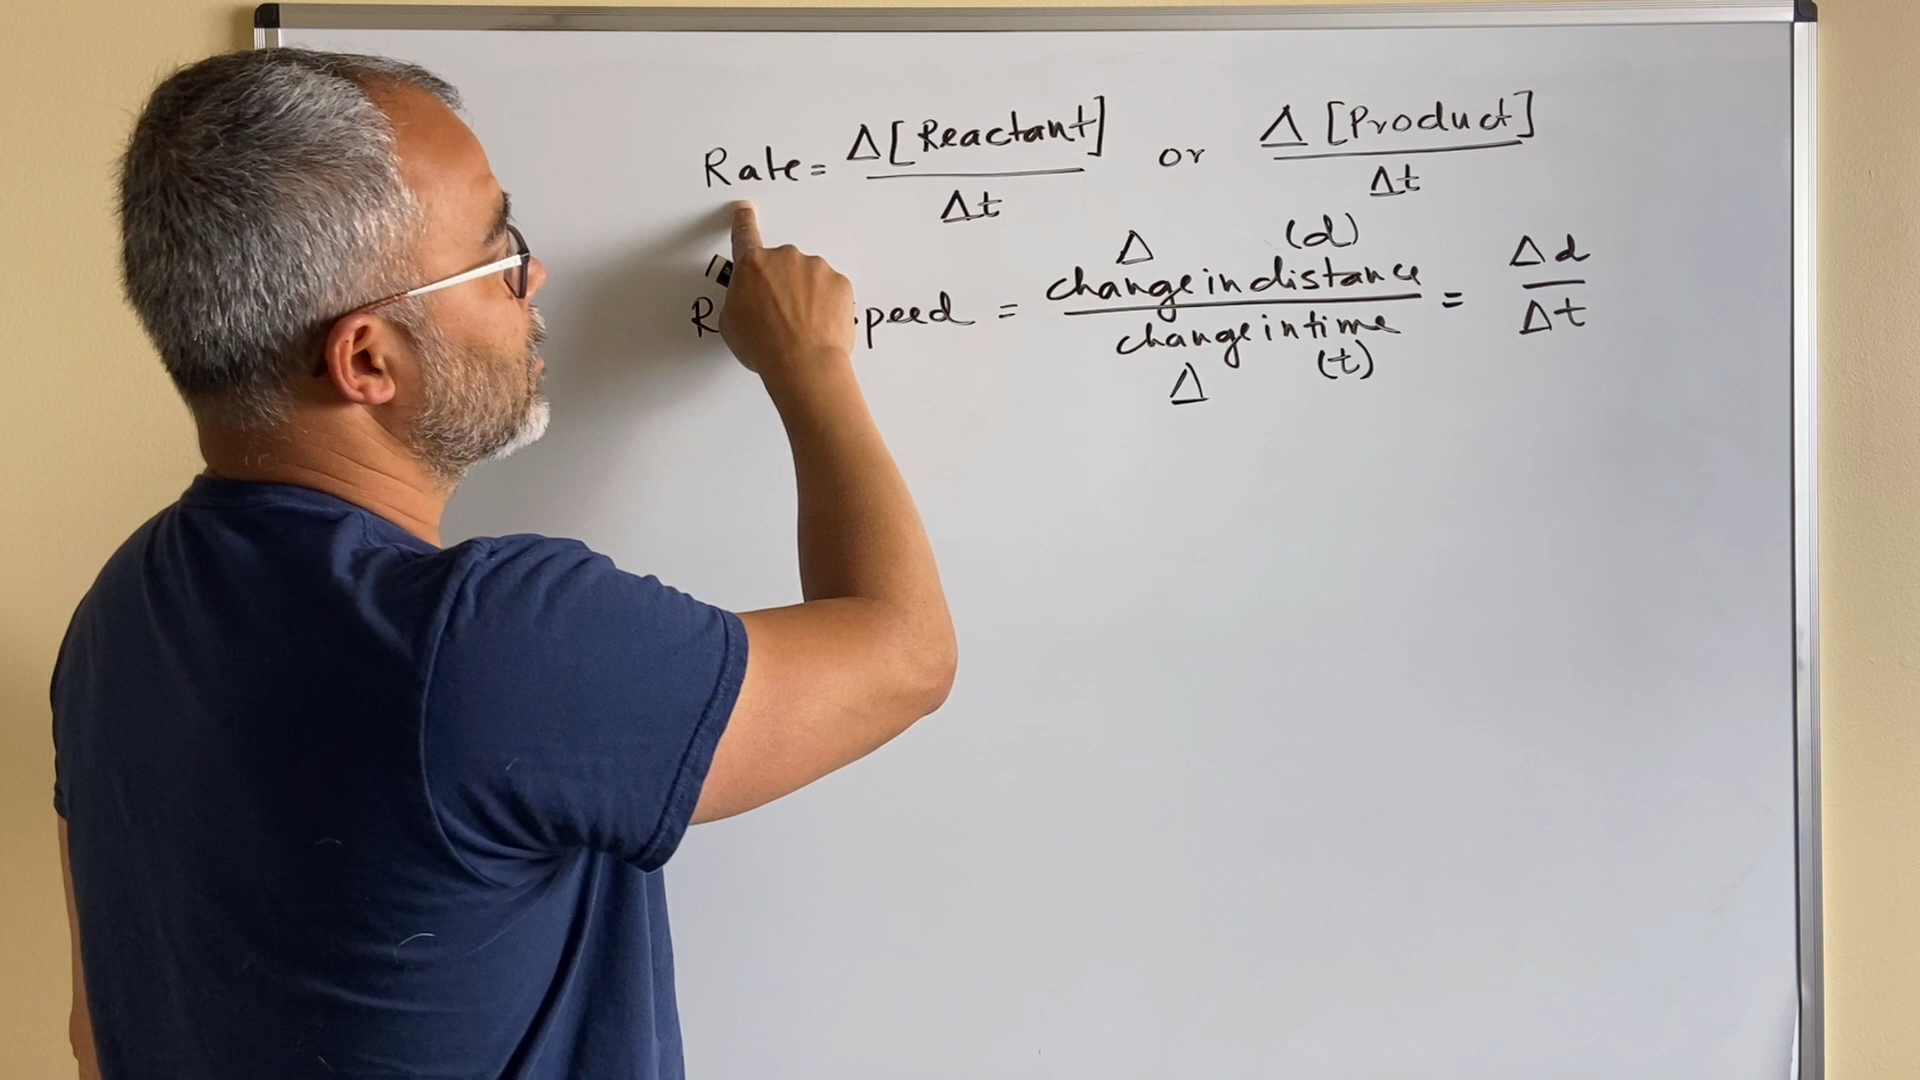 Rate = Δ[Reactant] / Δt or Δ[Product] / Δt
Δ (d)
speed = change in distance / change in time = Δd / Δt
Δ (t)